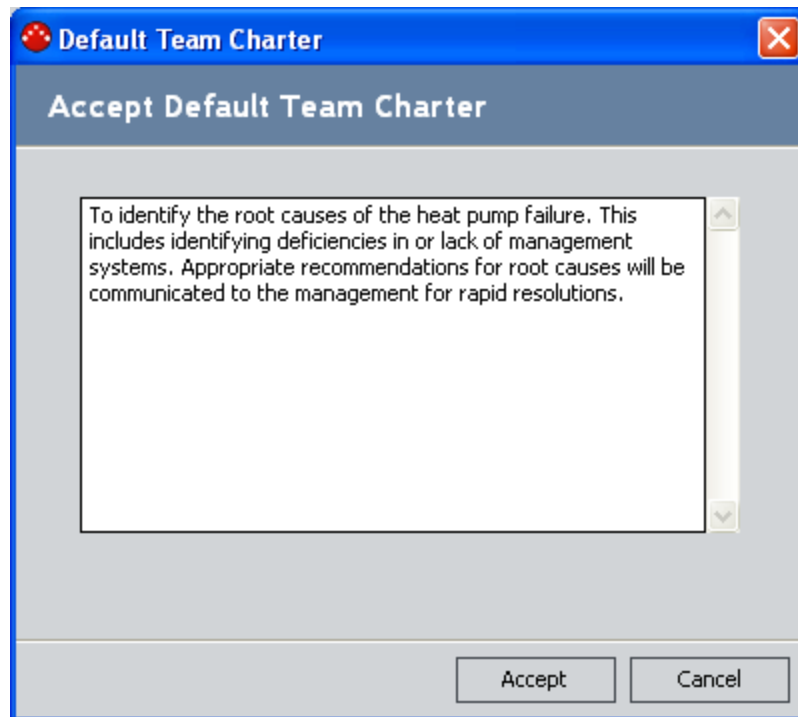 Default Team Charter
Accept Default Team Charter
To identify the root causes of the heat pump failure. This
includes identifying deficiencies in or lack of management
systems. Appropriate recommendations for root causes will be
communicated to the management for rapid resolutions.
Accept
Cancel